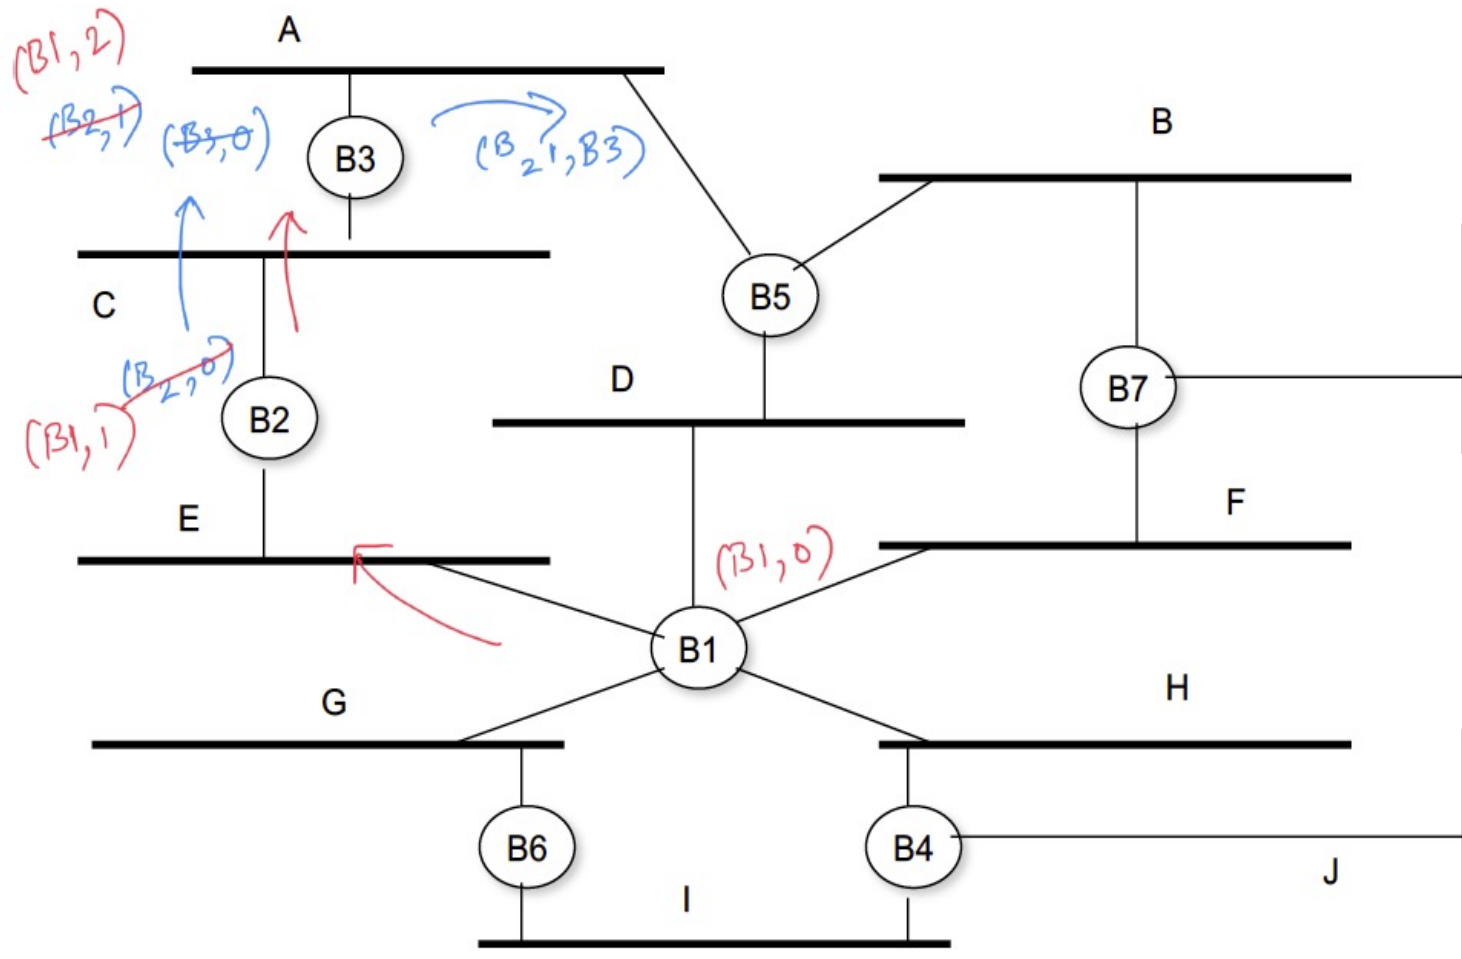 A
(B1, 2)
(B2, 1)
(B3, 0)
B3
(B2, 1, B3)
B
C
B5
(B2, 0)
D
B7
(B1, 1)
B2
E
F
(B1, 0)
B1
G
H
B6
B4
I
J